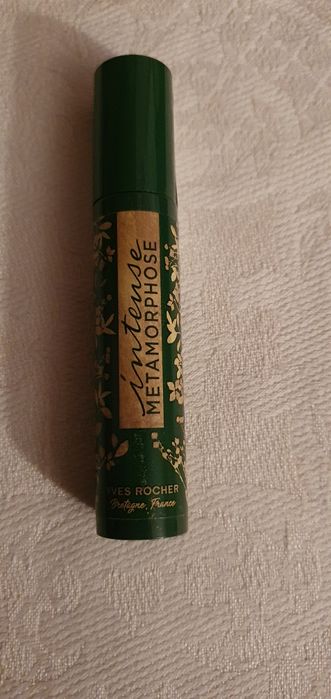 intense
METAMORPHOSE
YVES ROCHER
Bretagne, France